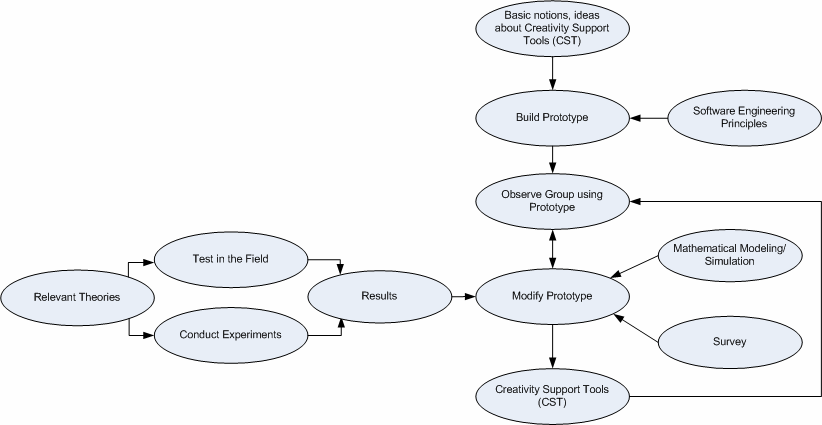 Basic notions, ideas
about Creativity Support
Tools (CST)
Build Prototype
Software Engineering
Principles
Observe Group using
Prototype
Test in the Field
Mathematical Modeling/
Simulation
Relevant Theories
Results
Modify Prototype
Conduct Experiments
Survey
Creativity Support Tools
(CST)